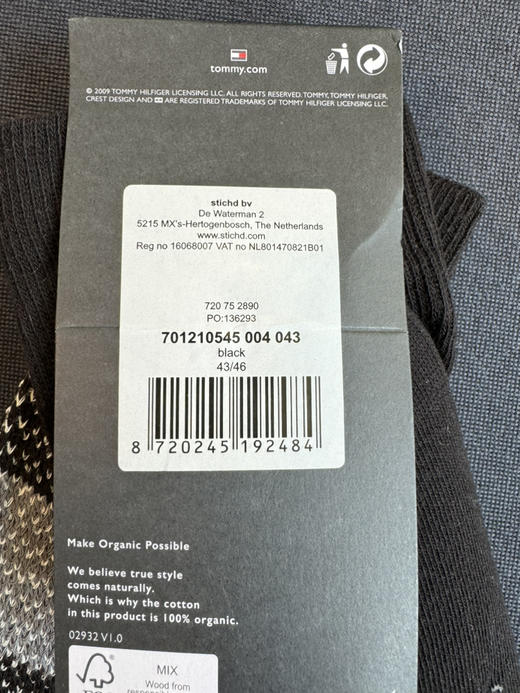 tommy.com
© 2009 TOMMY HILFIGER LICENSING LLC. ALL RIGHTS RESERVED. TOMMY, TOMMY HILFIGER,
CREST DESIGN AND ARE REGISTERED TRADEMARKS OF TOMMY HILFIGER LICENSING LLC.
stichd bv
De Waterman 2
5215 MX's-Hertogenbosch, The Netherlands
www.stichd.com
Reg no 16068007 VAT no NL801470821B01
720 75 2890
PO:136293
701210545 004 043
black
43/46
8 720245 192484
Make Organic Possible
We believe true style
comes naturally.
Which is why the cotton
in this product is 100% organic.
02932 V1.0
MIX
Wood from